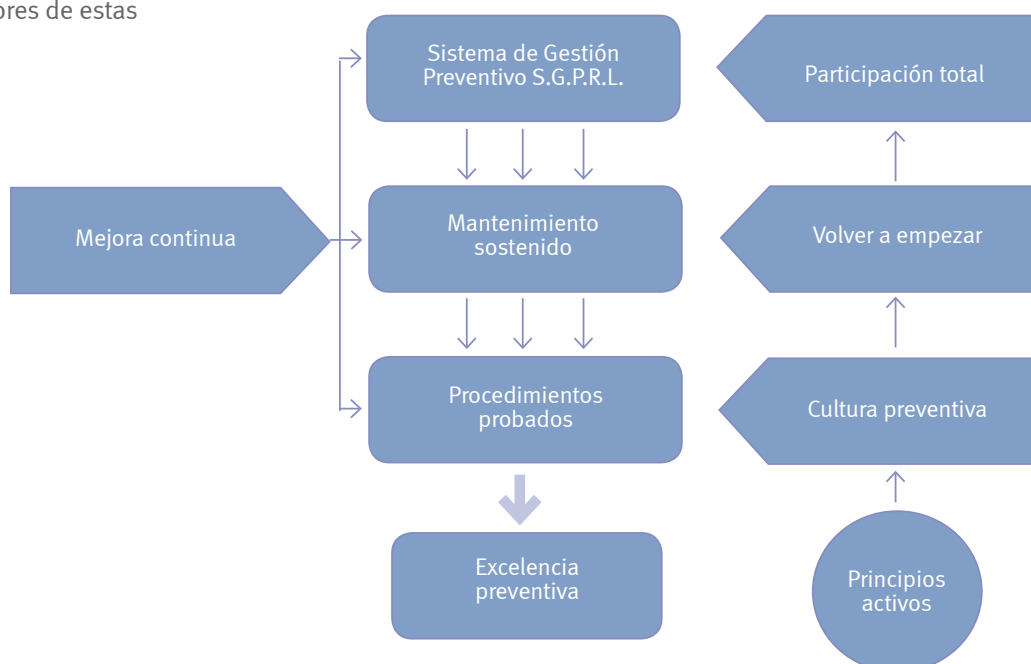 ores de estas
Sistema de Gestión
Preventivo S.G.P.R.L.
Participación total
Mejora continua
Mantenimiento
sostenido
Volver a empezar
Procedimientos
probados
Cultura preventiva
Excelencia
preventiva
Principios
activos